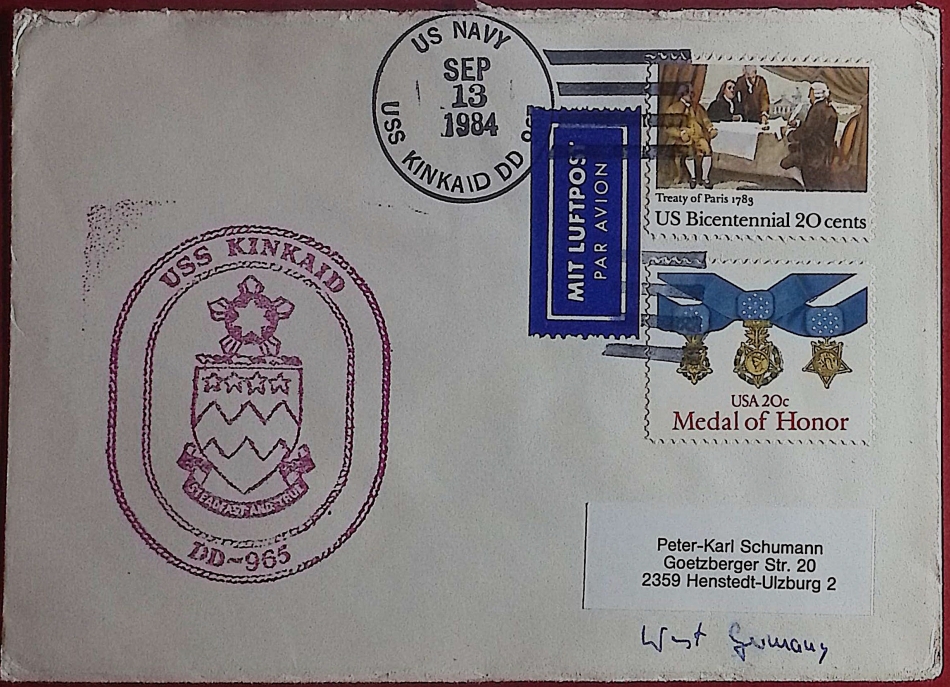 US NAVY
SEP
13
1984
USS KINKAID DD
MIT LUFTPOST
PAR AVION
Treaty of Paris 1783
US Bicentennial 20 cents
USA 20c
Medal of Honor
USS KINKAID
STEADFAST AND TRUE
DD-965
Peter-Karl Schumann
Goetzberger Str. 20
2359 Henstedt-Ulzburg 2
West Germany